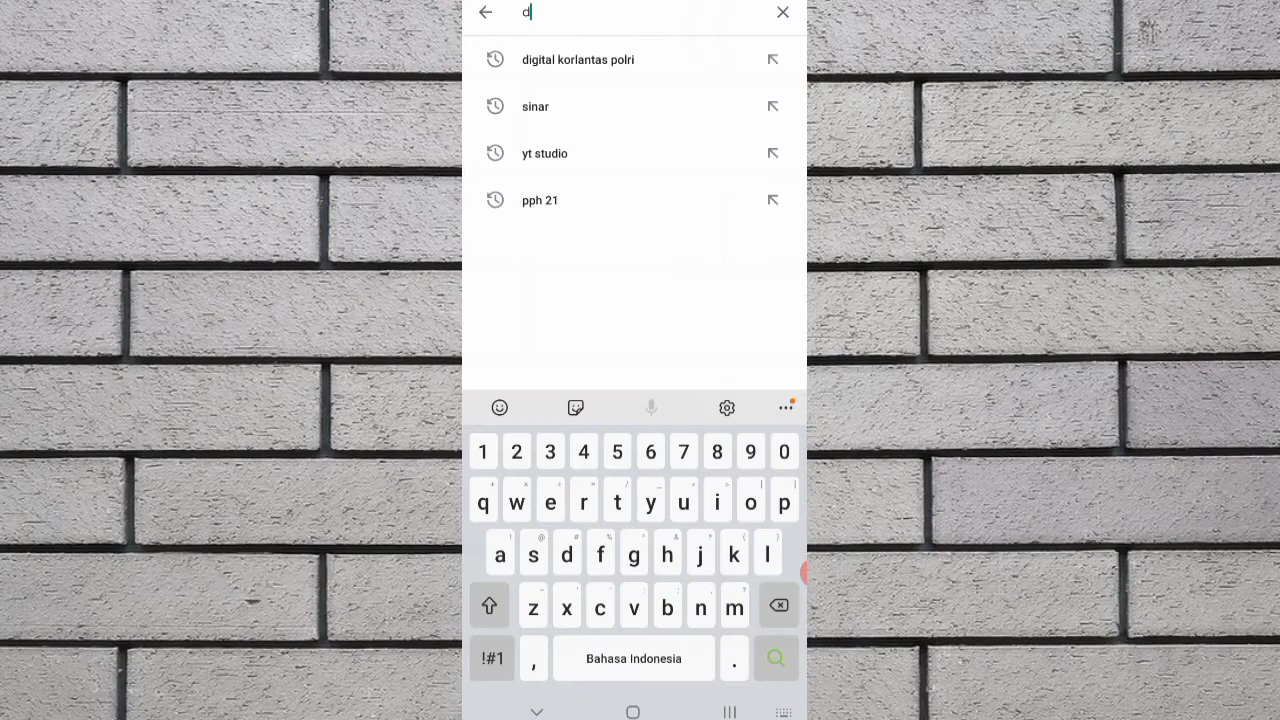 d
digital korlantas polri
sinar
yt studio
pph 21
1 2 3 4 5 6 7 8 9 0
q w e r t y u i o p
a s d f g h j k l
z x c v b n m
!#1 , Bahasa Indonesia .